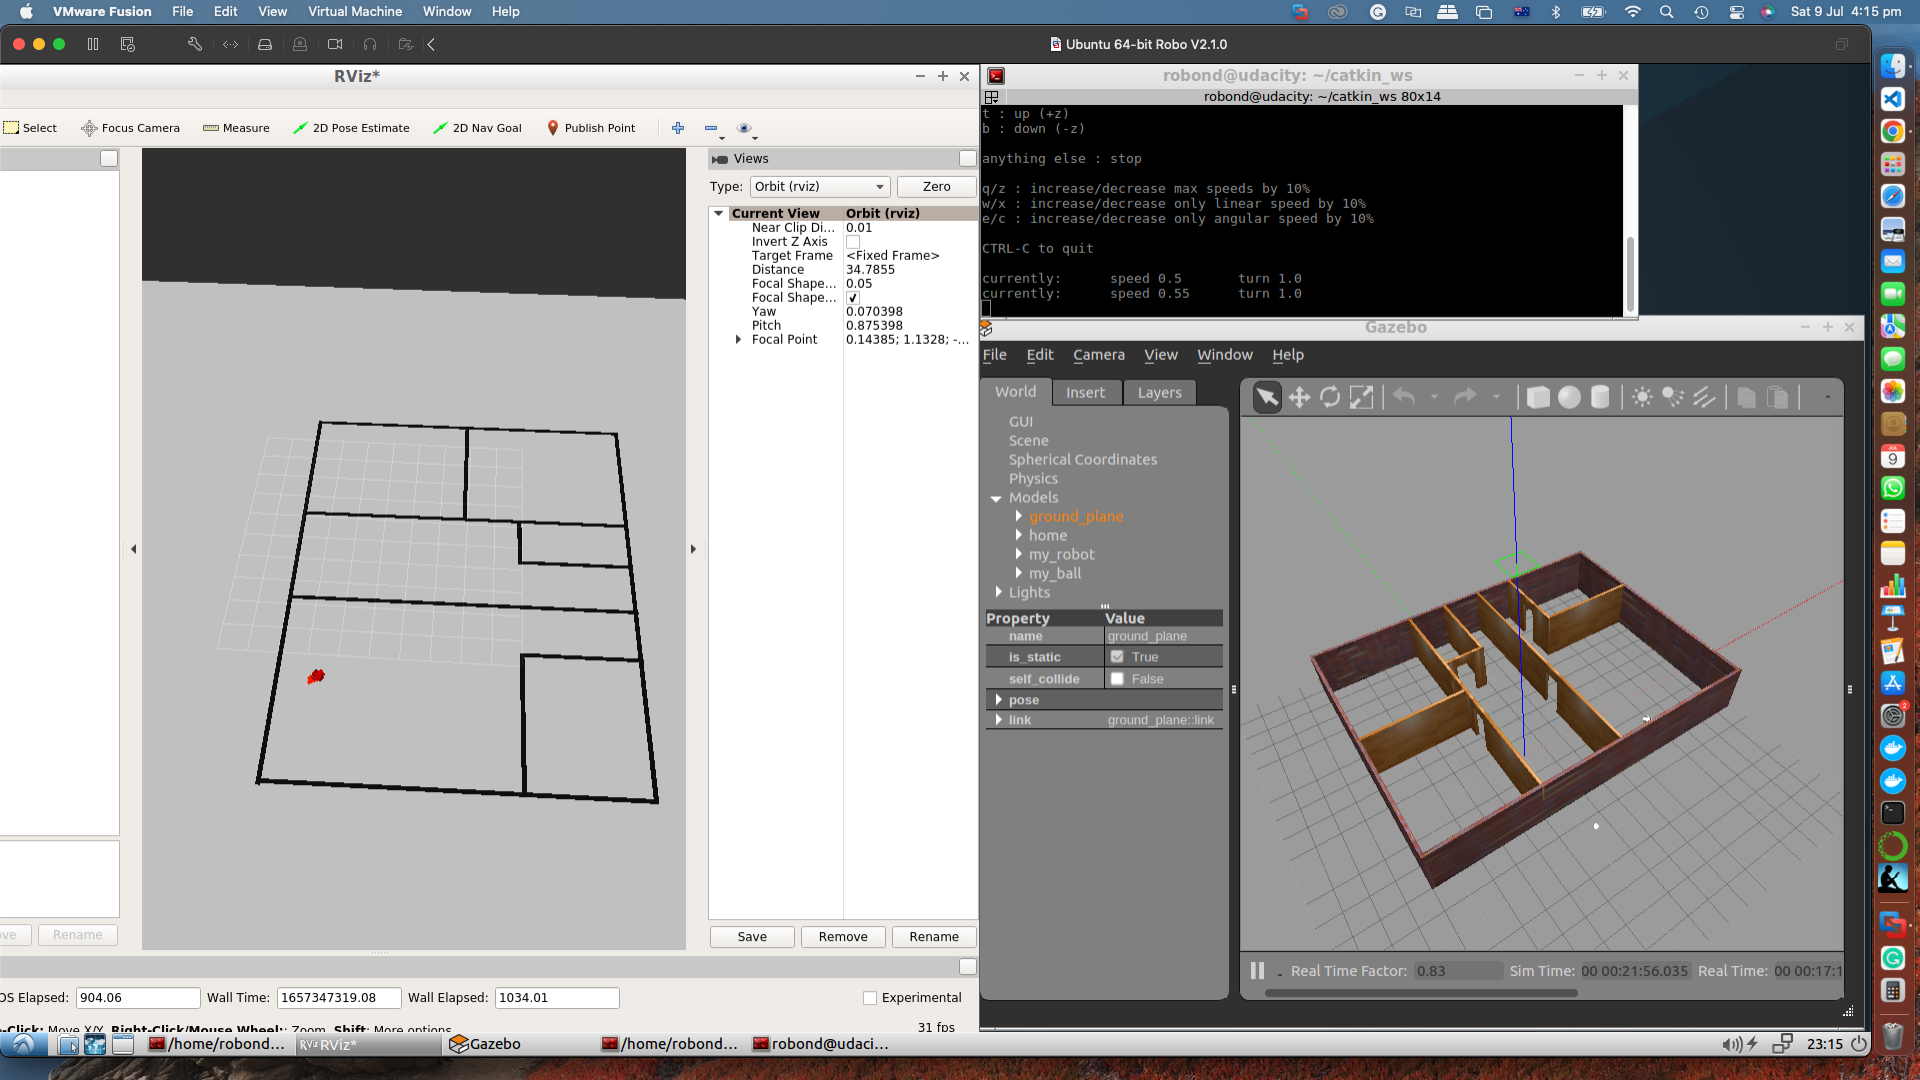 VMware Fusion File Edit View Virtual Machine Window Help Sat 9 Jul 4:15 pm
Ubuntu 64-bit Robo V2.1.0
RViz*
Select Focus Camera Measure 2D Pose Estimate 2D Nav Goal Publish Point
Views
Type: Orbit (rviz) Zero
Current View Orbit (rviz)
Near Clip Di... 0.01
Invert Z Axis
Target Frame <Fixed Frame>
Distance 34.7855
Focal Shape... 0.05
Focal Shape... ✔
Yaw 0.070398
Pitch 0.875398
Focal Point 0.14385; 1.1328; -...
ve Rename
Save Remove Rename
OS Elapsed: 904.06 Wall Time: 1657347319.08 Wall Elapsed: 1034.01 Experimental
-Click: Move X/Y. Right-Click/Mouse Wheel:: Zoom. Shift: More options. 31 fps
robond@udacity: ~/catkin_ws
robond@udacity: ~/catkin_ws 80x14
t : up (+z)
b : down (-z)
anything else : stop
q/z : increase/decrease max speeds by 10%
w/x : increase/decrease only linear speed by 10%
e/c : increase/decrease only angular speed by 10%
CTRL-C to quit
currently: speed 0.5 turn 1.0
currently: speed 0.55 turn 1.0
Gazebo
File Edit Camera View Window Help
World Insert Layers
GUI
Scene
Spherical Coordinates
Physics
Models
ground_plane
home
my_robot
my_ball
Lights
Property Value
name ground_plane
is_static True
self_collide False
pose
link ground_plane::link
Real Time Factor: 0.83 Sim Time: 00 00:21:56.035 Real Time: 00 00:17:1
/home/robond... RViz RViz* Gazebo /home/robond... robond@udaci... 23:15
9
2